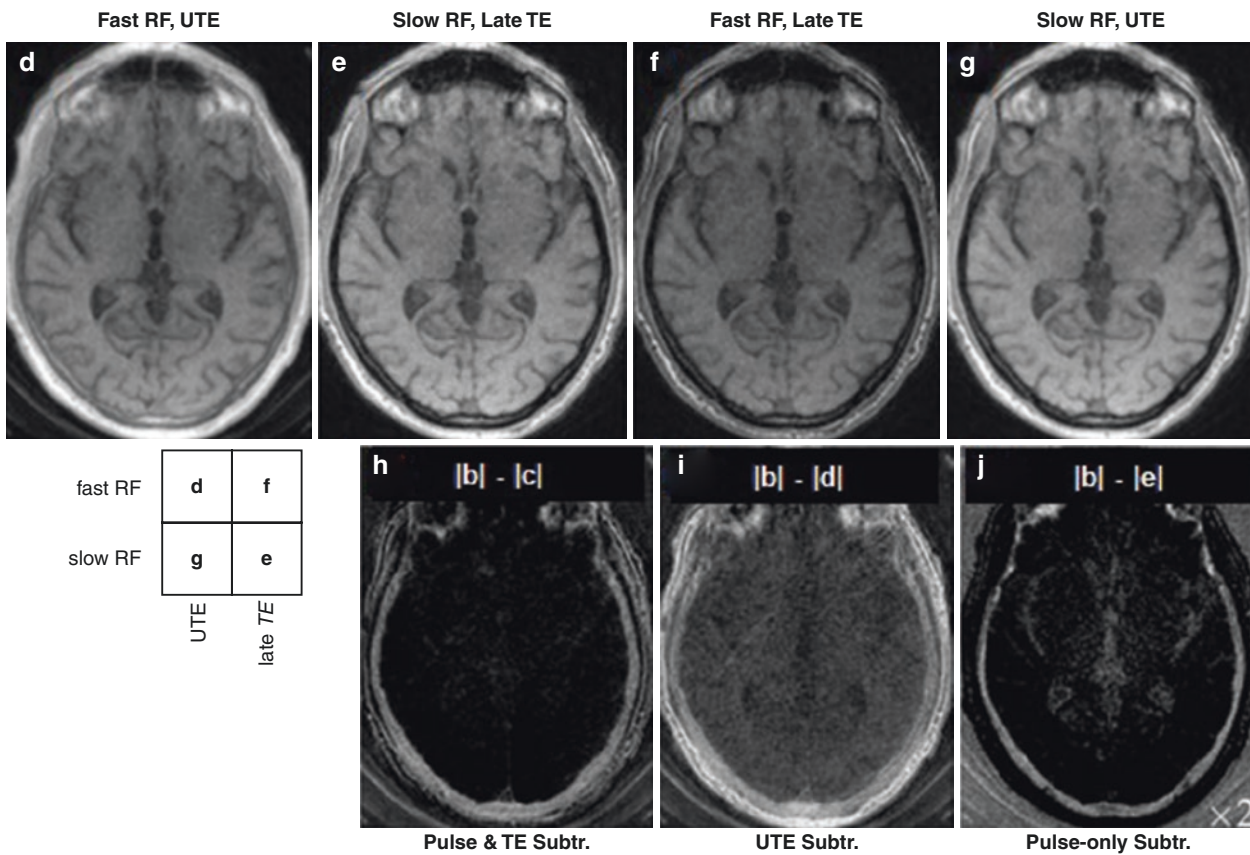 Fast RF, UTE
Slow RF, Late TE
Fast RF, Late TE
Slow RF, UTE
d
e
f
g
fast RF
d
f
slow RF
g
e
UTE
late TE
h
|b| - |c|
i
|b| - |d|
j
|b| - |e|
×2
Pulse & TE Subtr.
UTE Subtr.
Pulse-only Subtr.